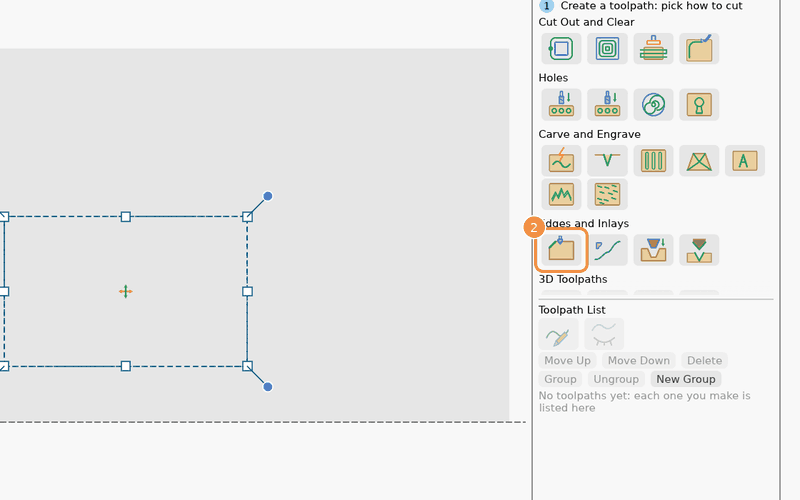 1 Create a toolpath: pick how to cut
Cut Out and Clear
Holes
Carve and Engrave
A
2
dges and Inlays
3D Toolpaths
Toolpath List
Move Up Move Down Delete
Group Ungroup New Group
No toolpaths yet: each one you make is
listed here